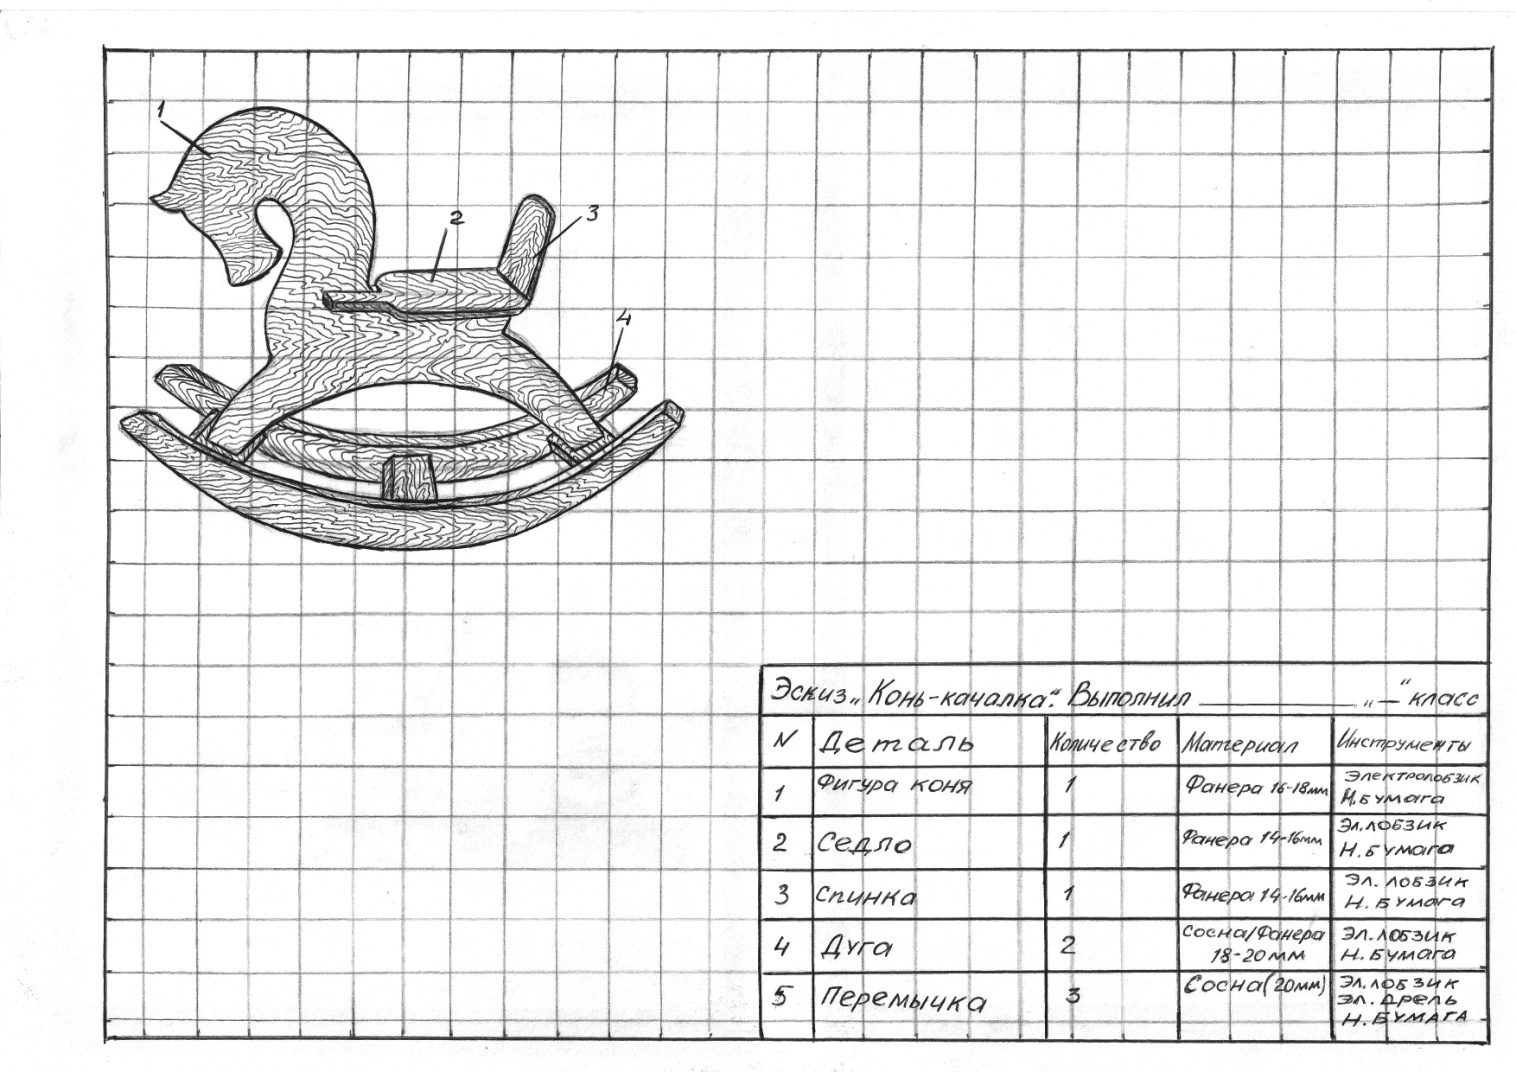 1
2
3
4
Эскиз „Конь-качалка“. Выполнил ____________ „—“ класс
N Деталь Количество Материал Инструменты
1 Фигура коня 1 Фанера 16-18мм Электролобзик
Н.бумага
2 Седло 1 Фанера 14-16мм Эл.лобзик
Н.бумага
3 Спинка 1 Фанера 14-16мм Эл. лобзик
Н.бумага
4 Дуга 2 Сосна/Фанера Эл.лобзик
18-20мм Н.бумага
5 Перемычка 3 Сосна(20мм) Эл.лобзик
Эл. дрель
Н.бумага